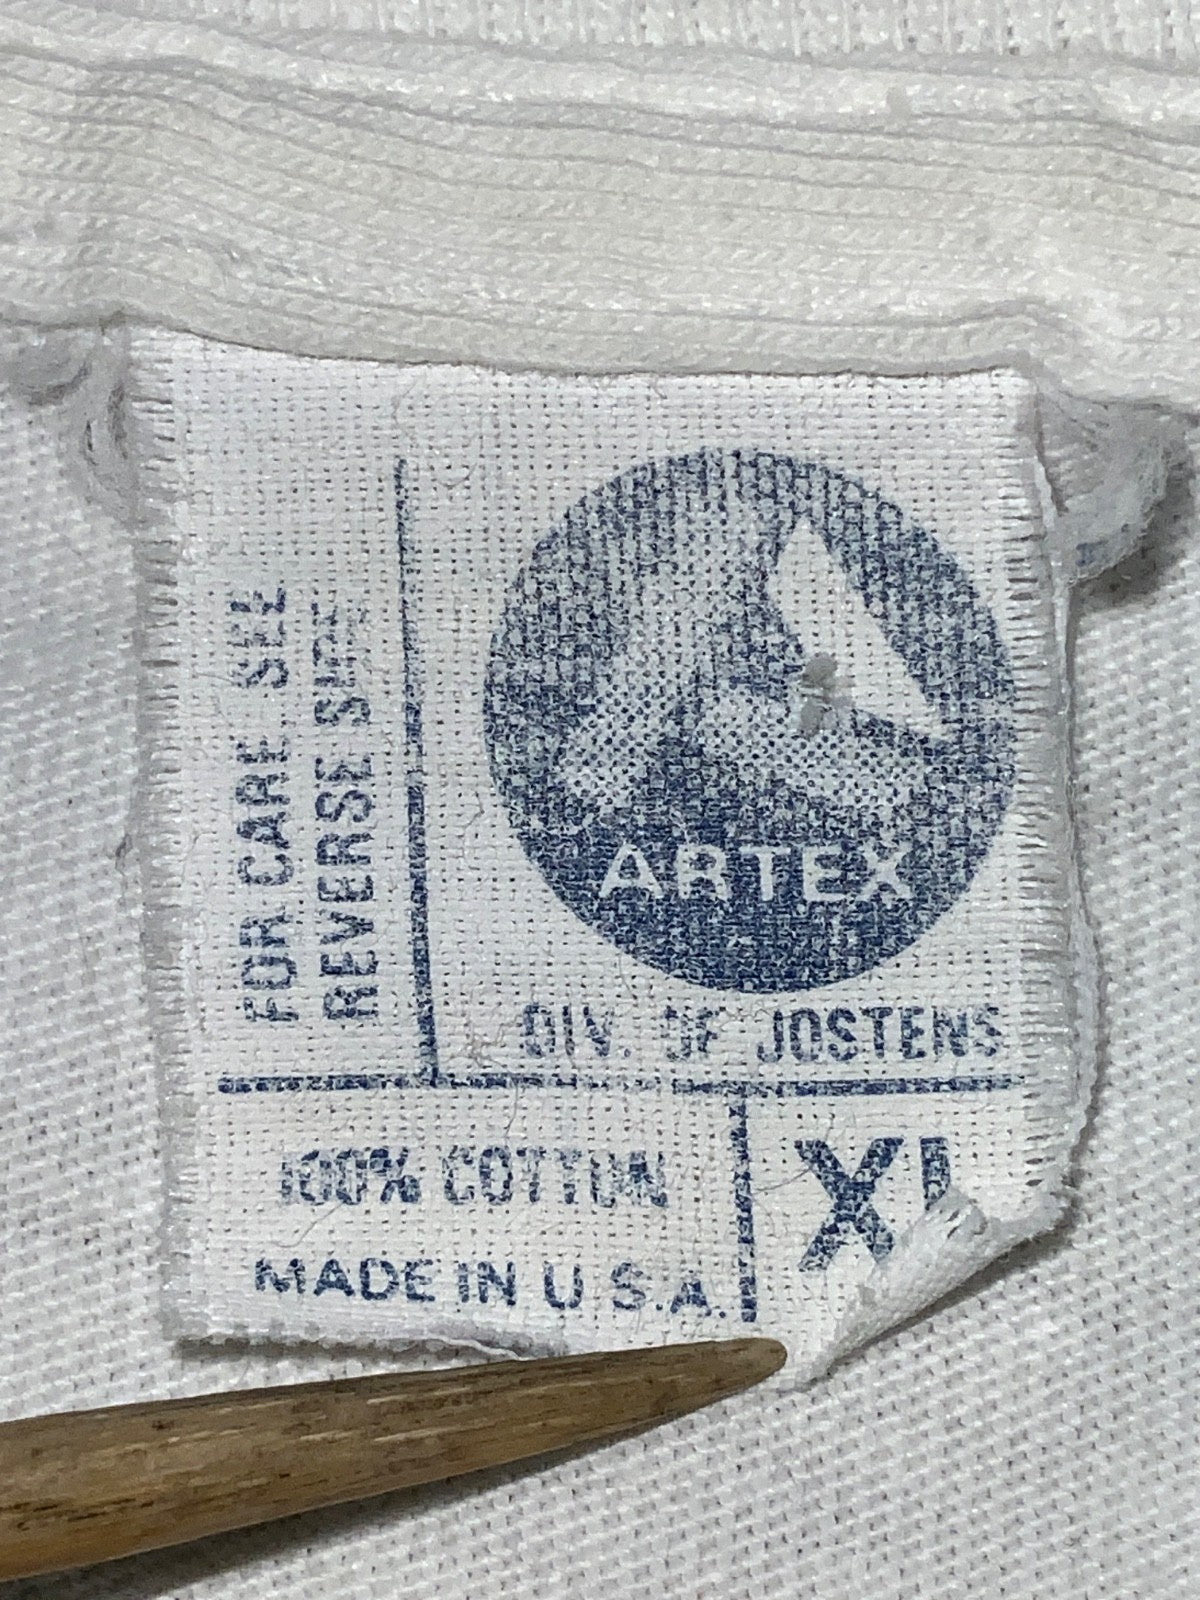 FOR CARE SEE
REVERSE SIDE
ARTEX
DIV. OF JOSTENS
100% COTTON
MADE IN U.S.A.
XL